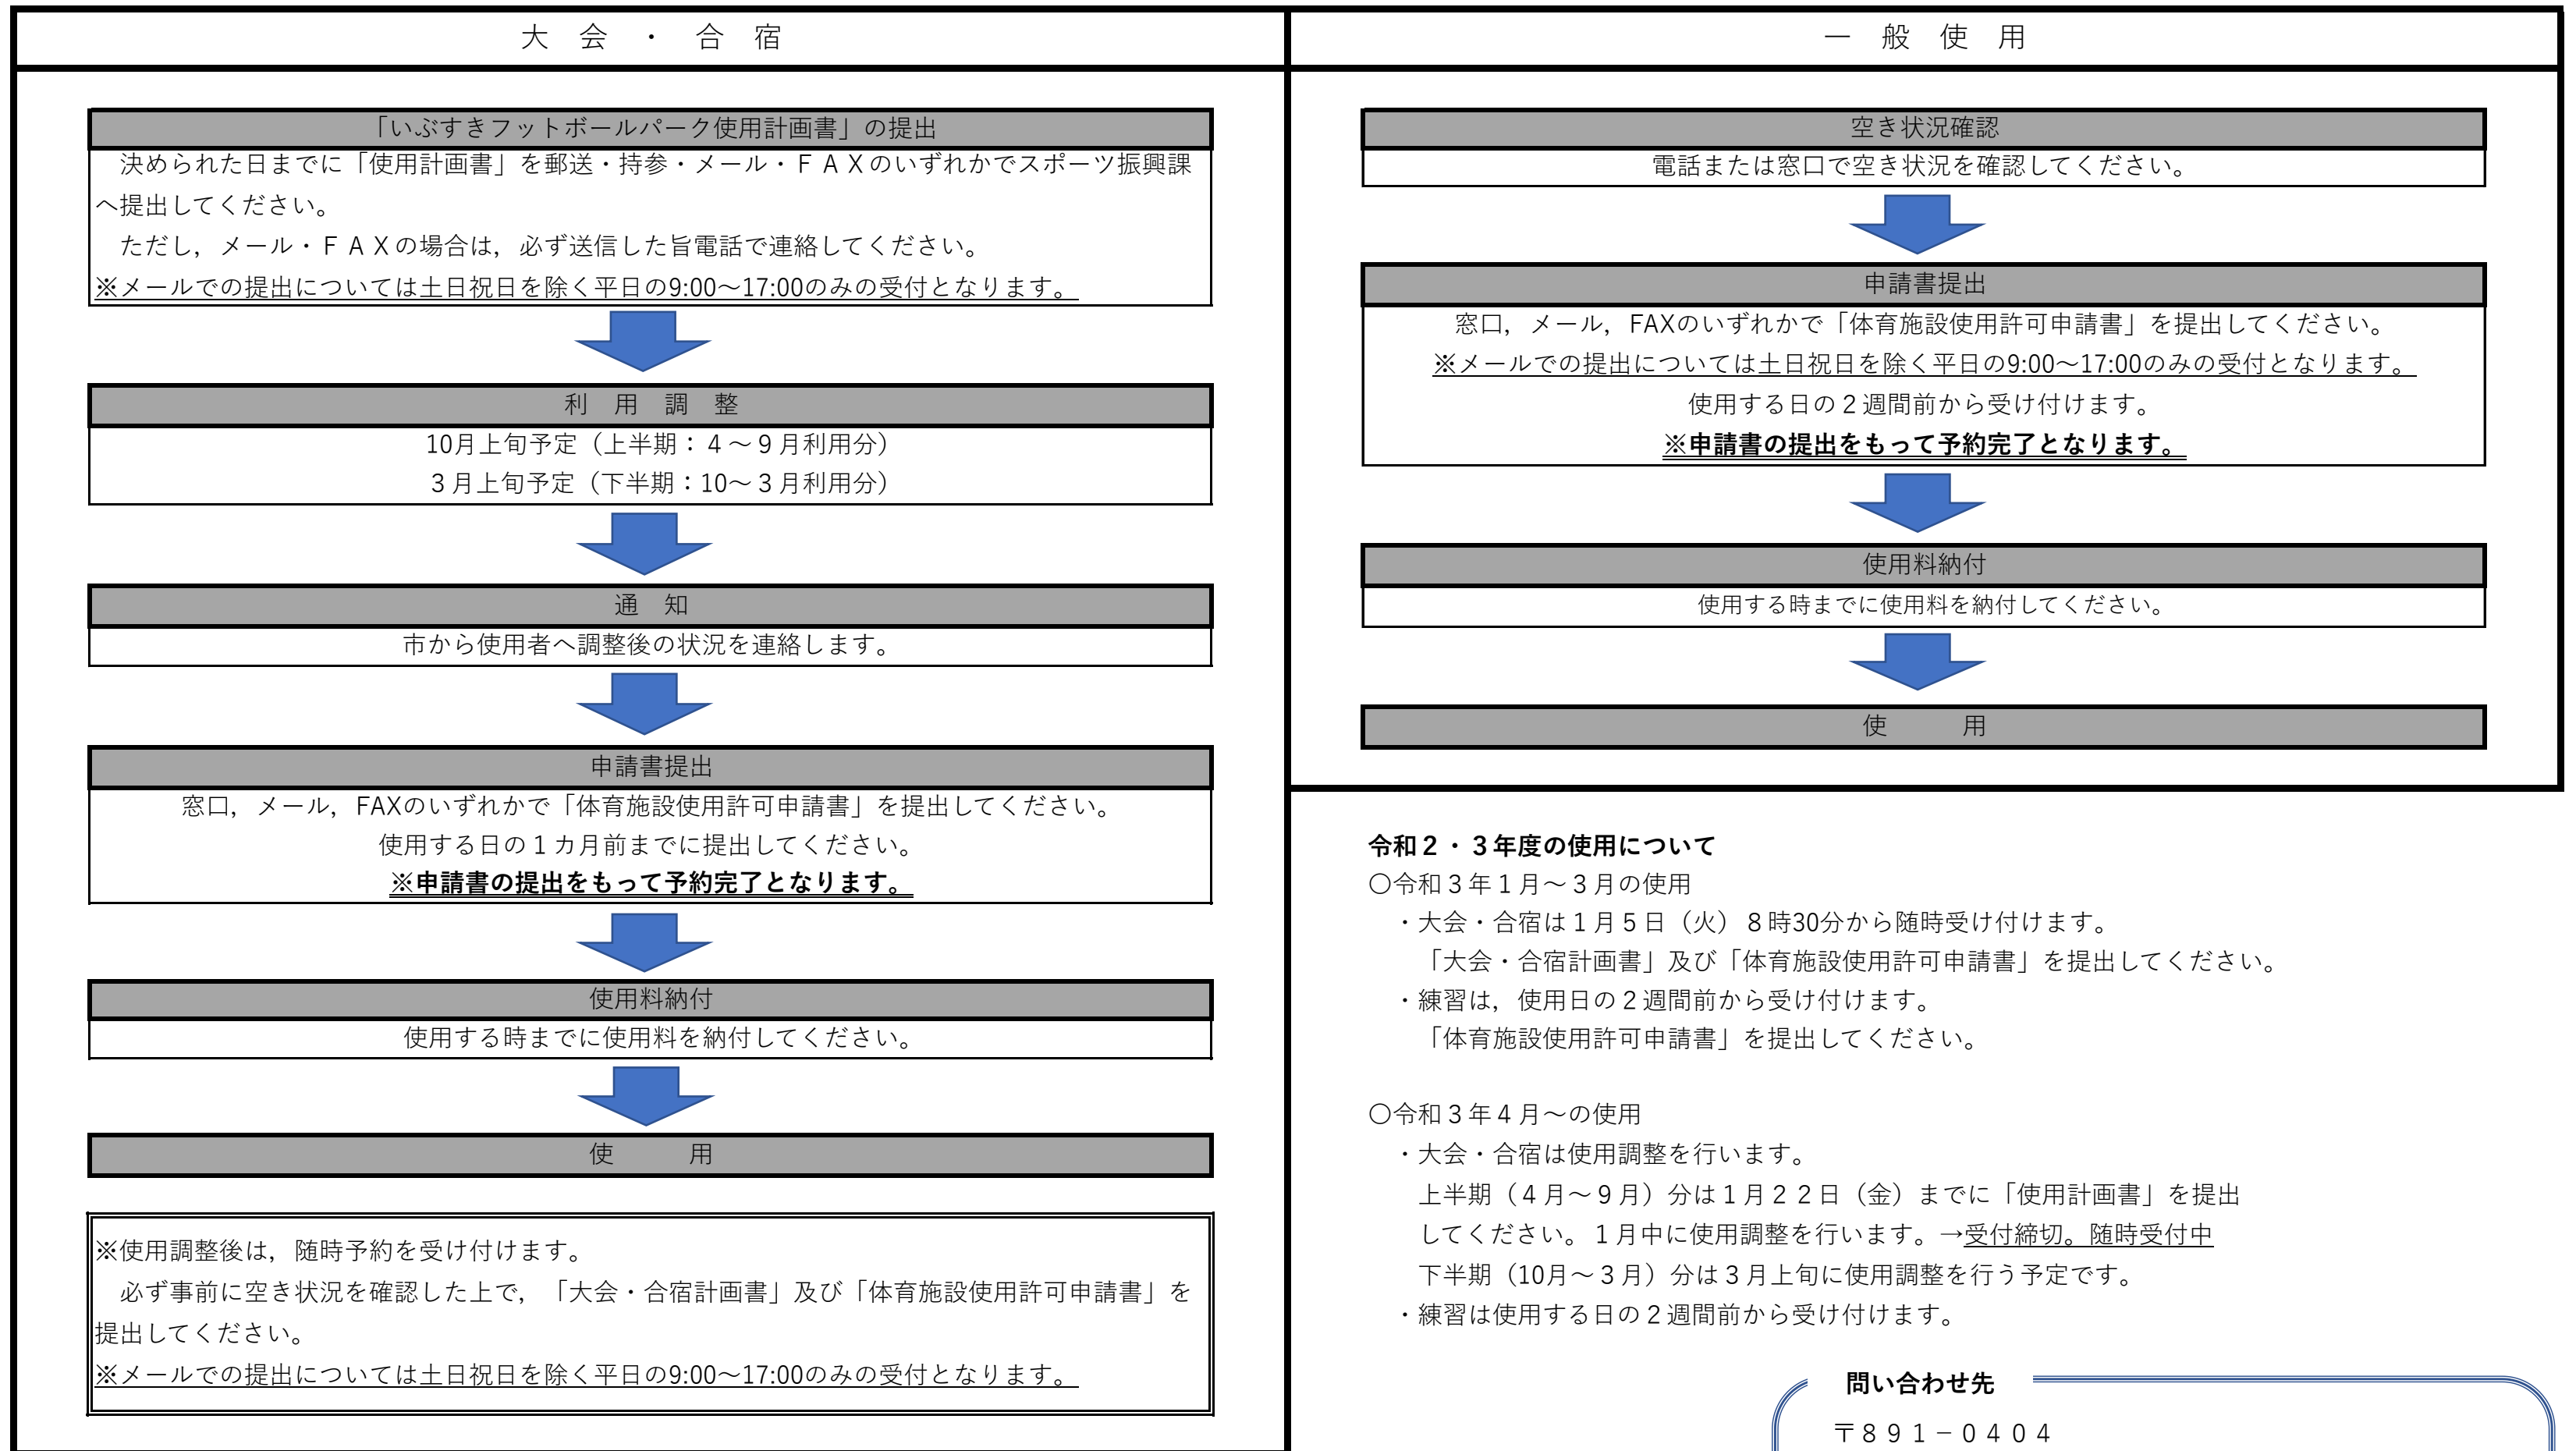 大　会　・　合　宿
「いぶすきフットボールパーク使用計画書」の提出
　決められた日までに「使用計画書」を郵送・持参・メール・ＦＡＸのいずれかでスポーツ振興課
へ提出してください。
　ただし，メール・ＦＡＸの場合は，必ず送信した旨電話で連絡してください。
※メールでの提出については土日祝日を除く平日の9:00～17:00のみの受付となります。
利　用　調　整
10月上旬予定（上半期：４～９月利用分）
３月上旬予定（下半期：10～３月利用分）
通　知
市から使用者へ調整後の状況を連絡します。
申請書提出
窓口，メール，FAXのいずれかで「体育施設使用許可申請書」を提出してください。
使用する日の１カ月前までに提出してください。
※申請書の提出をもって予約完了となります。
使用料納付
使用する時までに使用料を納付してください。
使　　　用
※使用調整後は，随時予約を受け付けます。
　必ず事前に空き状況を確認した上で，「大会・合宿計画書」及び「体育施設使用許可申請書」を
提出してください。
※メールでの提出については土日祝日を除く平日の9:00～17:00のみの受付となります。
一　般　使　用
空き状況確認
電話または窓口で空き状況を確認してください。
申請書提出
窓口，メール，FAXのいずれかで「体育施設使用許可申請書」を提出してください。
※メールでの提出については土日祝日を除く平日の9:00～17:00のみの受付となります。
使用する日の２週間前から受け付けます。
※申請書の提出をもって予約完了となります。
使用料納付
使用する時までに使用料を納付してください。
使　　　用
令和２・３年度の使用について
〇令和３年１月～３月の使用
・大会・合宿は１月５日（火）８時30分から随時受け付けます。
「大会・合宿計画書」及び「体育施設使用許可申請書」を提出してください。
・練習は，使用日の２週間前から受け付けます。
「体育施設使用許可申請書」を提出してください。
〇令和３年４月～の使用
・大会・合宿は使用調整を行います。
上半期（４月～９月）分は１月２２日（金）までに「使用計画書」を提出
してください。１月中に使用調整を行います。→受付締切。随時受付中
下半期（10月～３月）分は３月上旬に使用調整を行う予定です。
・練習は使用する日の２週間前から受け付けます。
問い合わせ先
〒８９１－０４０４